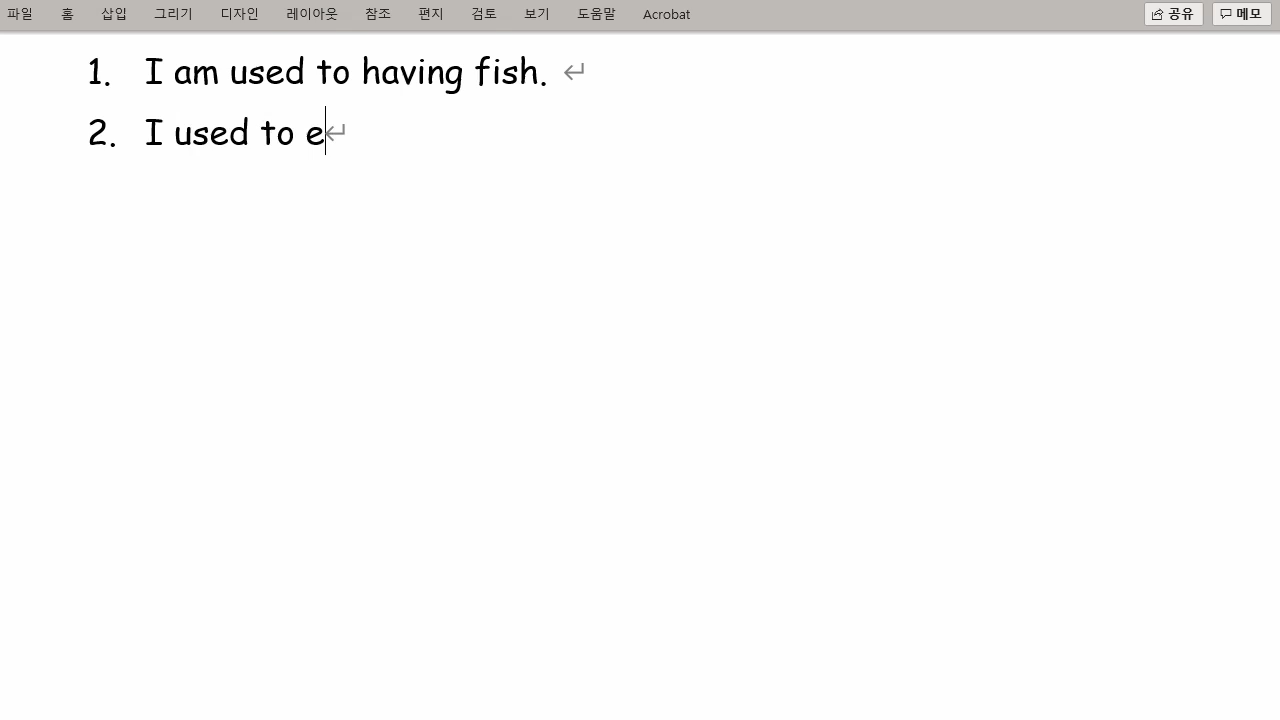 파일 홈 삽입 그리기 디자인 레이아웃 참조 편지 검토 보기 도움말 Acrobat 공유 메모
1. I am used to having fish.
2. I used to e